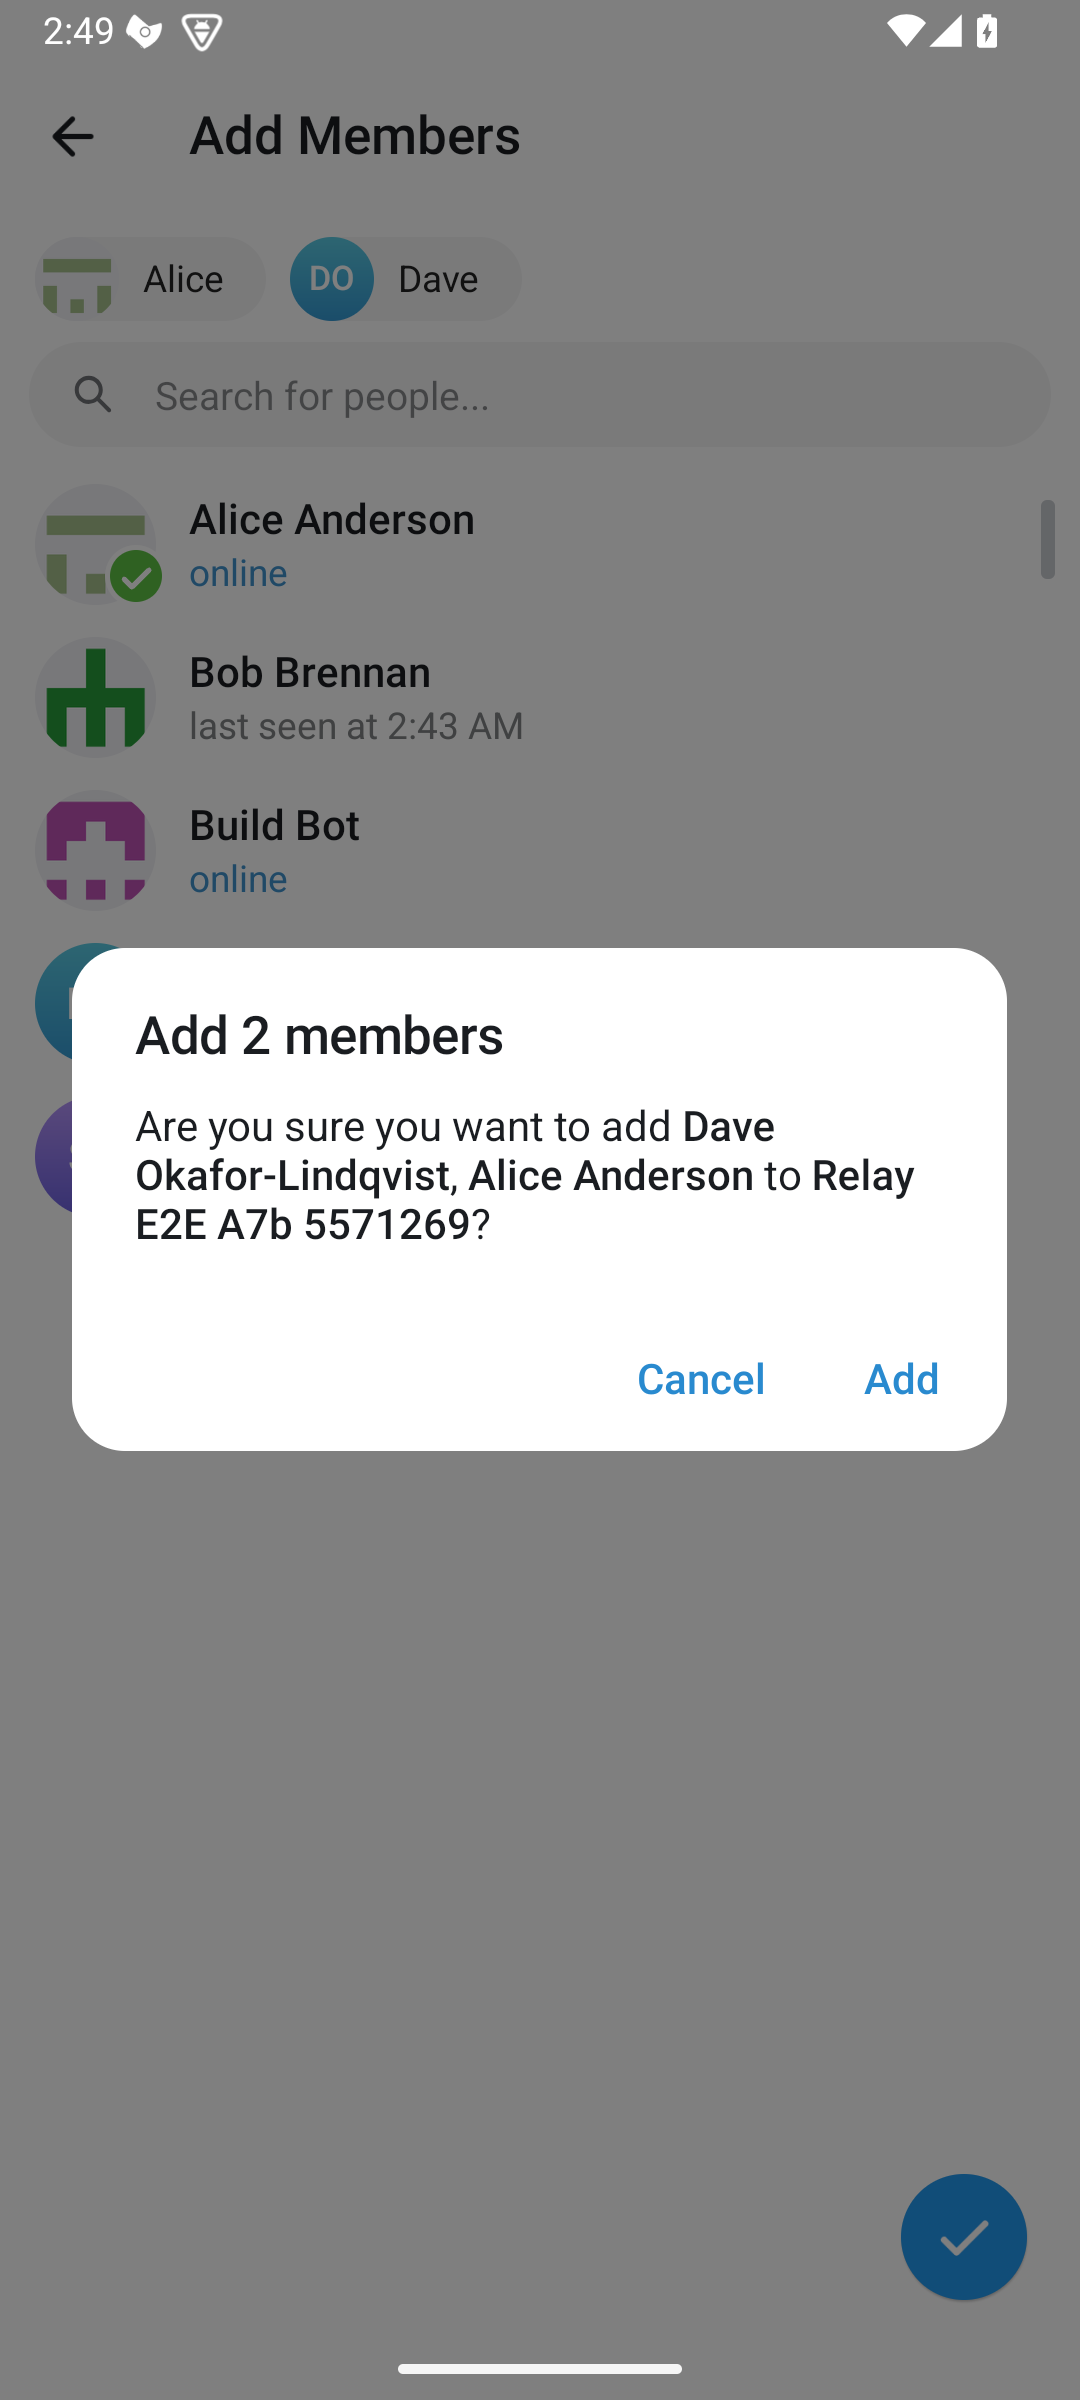 2:49
Add Members
Alice
DO Dave
Search for people...
Alice Anderson
online
Bob Brennan
last seen at 2:43 AM
Build Bot
online
Add 2 members
Are you sure you want to add Dave
Okafor-Lindqvist, Alice Anderson to Relay
E2E A7b 5571269?
Cancel
Add